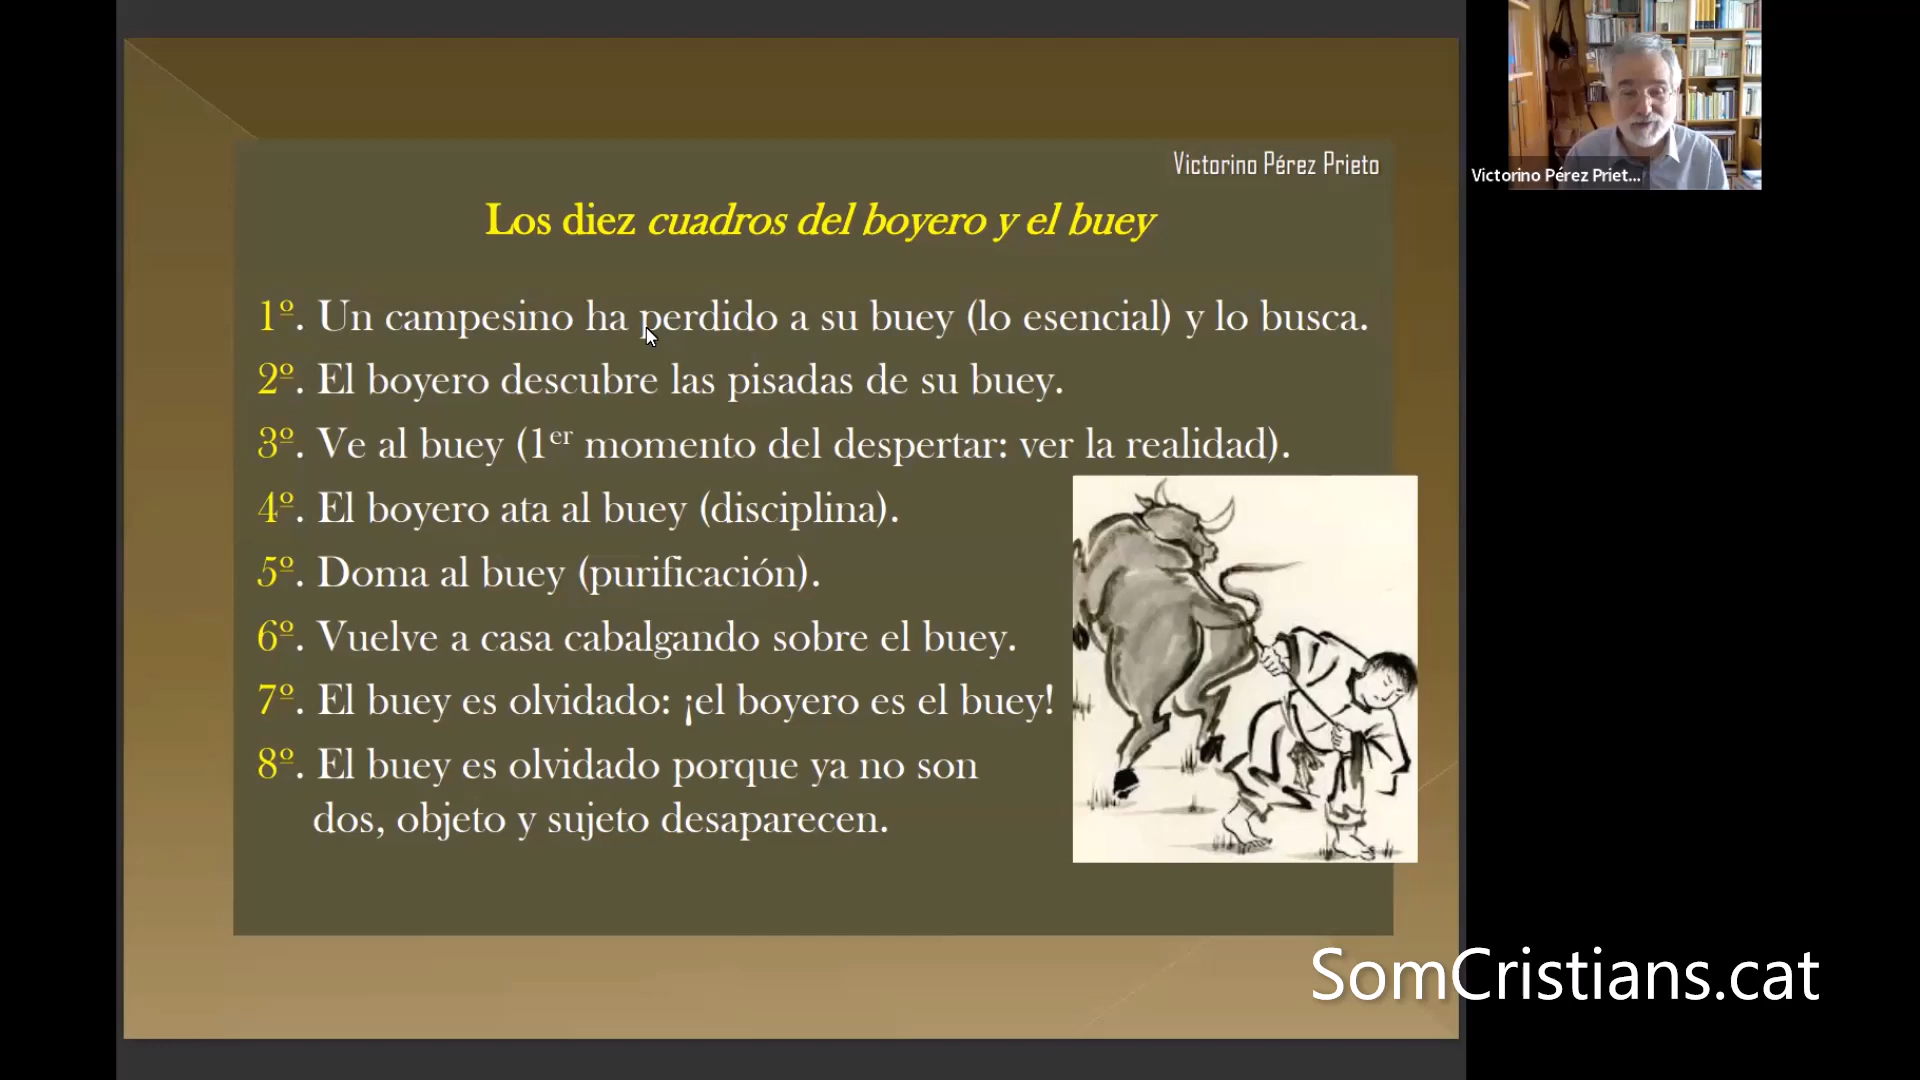 Victorino Pérez Prieto
Los diez cuadros del boyero y el buey
1º. Un campesino ha perdido a su buey (lo esencial) y lo busca.
2º. El boyero descubre las pisadas de su buey.
3º. Ve al buey (1er momento del despertar: ver la realidad).
4º. El boyero ata al buey (disciplina).
5º. Doma al buey (purificación).
6º. Vuelve a casa cabalgando sobre el buey.
7º. El buey es olvidado: ¡el boyero es el buey!
8º. El buey es olvidado porque ya no son
dos, objeto y sujeto desaparecen.
Victorino Pérez Priet...
SomCristians.cat